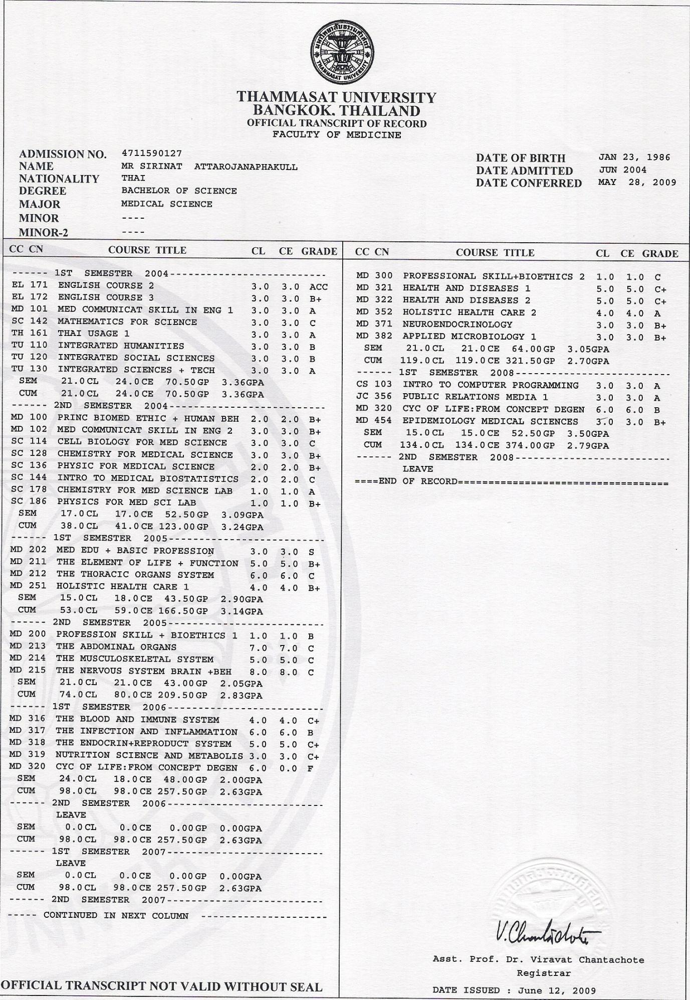 มหาวิทยาลัยธรรมศาสตร์
THAMMASAT UNIVERSITY
THAMMASAT UNIVERSITY
BANGKOK. THAILAND
OFFICIAL TRANSCRIPT OF RECORD
FACULTY OF MEDICINE
ADMISSION NO. 4711590127
NAME MR SIRINAT ATTAROJANAPHAKULL
NATIONALITY THAI
DEGREE BACHELOR OF SCIENCE
MAJOR MEDICAL SCIENCE
MINOR ----
MINOR-2 ----
DATE OF BIRTH JAN 23, 1986
DATE ADMITTED JUN 2004
DATE CONFERRED MAY 28, 2009
CC CN COURSE TITLE CL CE GRADE
------ 1ST SEMESTER 2004--------------------------
EL 171 ENGLISH COURSE 2 3.0 3.0 ACC
EL 172 ENGLISH COURSE 3 3.0 3.0 B+
MD 101 MED COMMUNICAT SKILL IN ENG 1 3.0 3.0 A
SC 142 MATHEMATICS FOR SCIENCE 3.0 3.0 C
TH 161 THAI USAGE 1 3.0 3.0 A
TU 110 INTEGRATED HUMANITIES 3.0 3.0 B
TU 120 INTEGRATED SOCIAL SCIENCES 3.0 3.0 B
TU 130 INTEGRATED SCIENCES + TECH 3.0 3.0 A
SEM 21.0CL 24.0CE 70.50GP 3.36GPA
CUM 21.0CL 24.0CE 70.50GP 3.36GPA
------ 2ND SEMESTER 2004--------------------------
MD 100 PRINC BIOMED ETHIC + HUMAN BEH 2.0 2.0 B+
MD 102 MED COMMUNICAT SKILL IN ENG 2 3.0 3.0 B+
SC 114 CELL BIOLOGY FOR MED SCIENCE 3.0 3.0 C
SC 128 CHEMISTRY FOR MEDICAL SCIENCE 3.0 3.0 B+
SC 136 PHYSIC FOR MEDICAL SCIENCE 2.0 2.0 B+
SC 144 INTRO TO MEDICAL BIOSTATISTICS 2.0 2.0 C
SC 178 CHEMISTRY FOR MED SCIENCE LAB 1.0 1.0 A
SC 186 PHYSICS FOR MED SCI LAB 1.0 1.0 B+
SEM 17.0CL 17.0CE 52.50GP 3.09GPA
CUM 38.0CL 41.0CE 123.00GP 3.24GPA
------ 1ST SEMESTER 2005--------------------------
MD 202 MED EDU + BASIC PROFESSION 3.0 3.0 S
MD 211 THE ELEMENT OF LIFE + FUNCTION 5.0 5.0 B+
MD 212 THE THORACIC ORGANS SYSTEM 6.0 6.0 C
MD 251 HOLISTIC HEALTH CARE 1 4.0 4.0 B+
SEM 15.0CL 18.0CE 43.50GP 2.90GPA
CUM 53.0CL 59.0CE 166.50GP 3.14GPA
------ 2ND SEMESTER 2005--------------------------
MD 200 PROFESSION SKILL + BIOETHICS 1 1.0 1.0 B
MD 213 THE ABDOMINAL ORGANS 7.0 7.0 C
MD 214 THE MUSCULOSKELETAL SYSTEM 5.0 5.0 C
MD 215 THE NERVOUS SYSTEM BRAIN +BEH 8.0 8.0 C
SEM 21.0CL 21.0CE 43.00GP 2.05GPA
CUM 74.0CL 80.0CE 209.50GP 2.83GPA
------ 1ST SEMESTER 2006--------------------------
MD 316 THE BLOOD AND IMMUNE SYSTEM 4.0 4.0 C+
MD 317 THE INFECTION AND INFLAMMATION 6.0 6.0 B
MD 318 THE ENDOCRIN+REPRODUCT SYSTEM 5.0 5.0 C+
MD 319 NUTRITION SCIENCE AND METABOLIS 3.0 3.0 C+
MD 320 CYC OF LIFE:FROM CONCEPT DEGEN 6.0 0.0 F
SEM 24.0CL 18.0CE 48.00GP 2.00GPA
CUM 98.0CL 98.0CE 257.50GP 2.63GPA
------ 2ND SEMESTER 2006--------------------------
LEAVE
SEM 0.0CL 0.0CE 0.00GP 0.00GPA
CUM 98.0CL 98.0CE 257.50GP 2.63GPA
------ 1ST SEMESTER 2007--------------------------
LEAVE
SEM 0.0CL 0.0CE 0.00GP 0.00GPA
CUM 98.0CL 98.0CE 257.50GP 2.63GPA
------ 2ND SEMESTER 2007--------------------------
----- CONTINUED IN NEXT COLUMN ---------------------
OFFICIAL TRANSCRIPT NOT VALID WITHOUT SEAL
CC CN COURSE TITLE CL CE GRADE
MD 300 PROFESSIONAL SKILL+BIOETHICS 2 1.0 1.0 C
MD 321 HEALTH AND DISEASES 1 5.0 5.0 C+
MD 322 HEALTH AND DISEASES 2 5.0 5.0 C+
MD 352 HOLISTIC HEALTH CARE 2 4.0 4.0 A
MD 371 NEUROENDOCRINOLOGY 3.0 3.0 B+
MD 382 APPLIED MICROBIOLOGY 1 3.0 3.0 B+
SEM 21.0CL 21.0CE 64.00GP 3.05GPA
CUM 119.0CL 119.0CE 321.50GP 2.70GPA
------ 1ST SEMESTER 2008--------------------------
CS 103 INTRO TO COMPUTER PROGRAMMING 3.0 3.0 A
JC 356 PUBLIC RELATIONS MEDIA 1 3.0 3.0 A
MD 320 CYC OF LIFE:FROM CONCEPT DEGEN 6.0 6.0 B
MD 454 EPIDEMIOLOGY MEDICAL SCIENCES 3.0 3.0 B+
SEM 15.0CL 15.0CE 52.50GP 3.50GPA
CUM 134.0CL 134.0CE 374.00GP 2.79GPA
------ 2ND SEMESTER 2008--------------------------
LEAVE
====END OF RECORD===================================
V. Chantachote
Asst. Prof. Dr. Viravat Chantachote
Registrar
DATE ISSUED : June 12, 2009